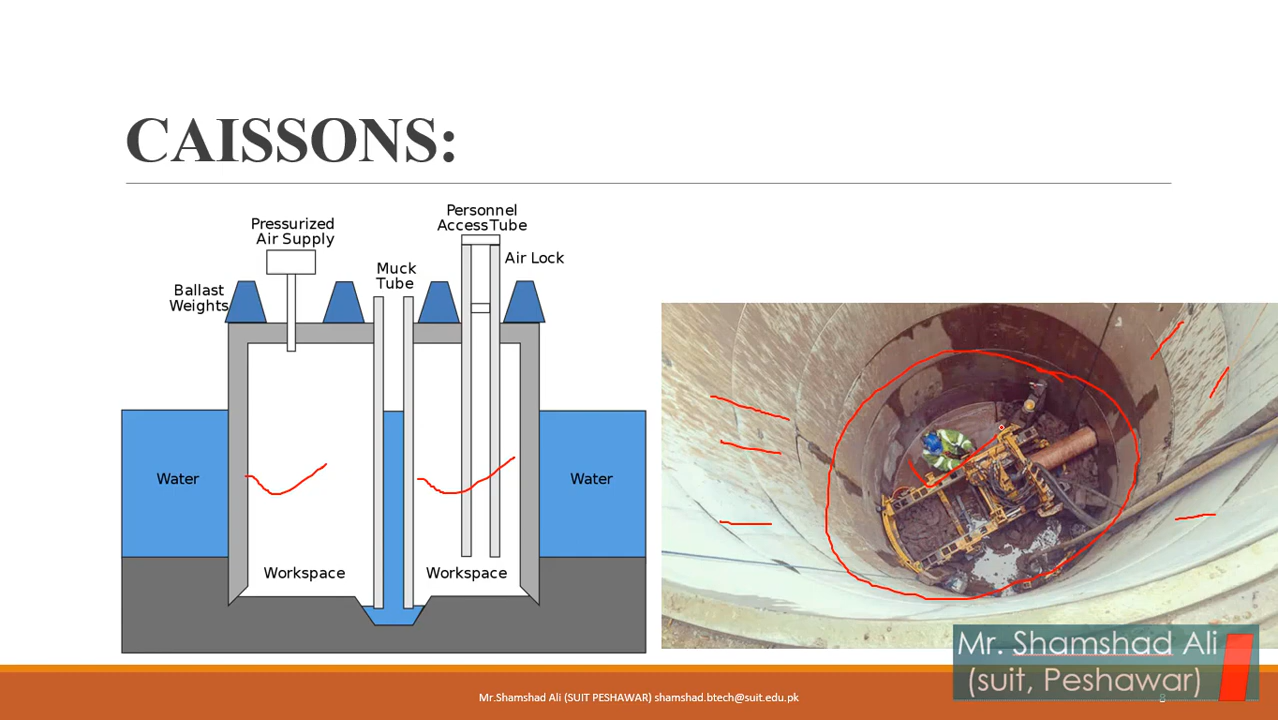 CAISSONS:
Pressurized
Air Supply
Personnel
Access Tube
Air Lock
Muck
Tube
Ballast
Weights
Water
Water
Workspace
Workspace
Mr. Shamshad Ali
(suit, Peshawar)
Mr.Shamshad Ali (SUIT PESHAWAR) shamshad.btech@suit.edu.pk
8